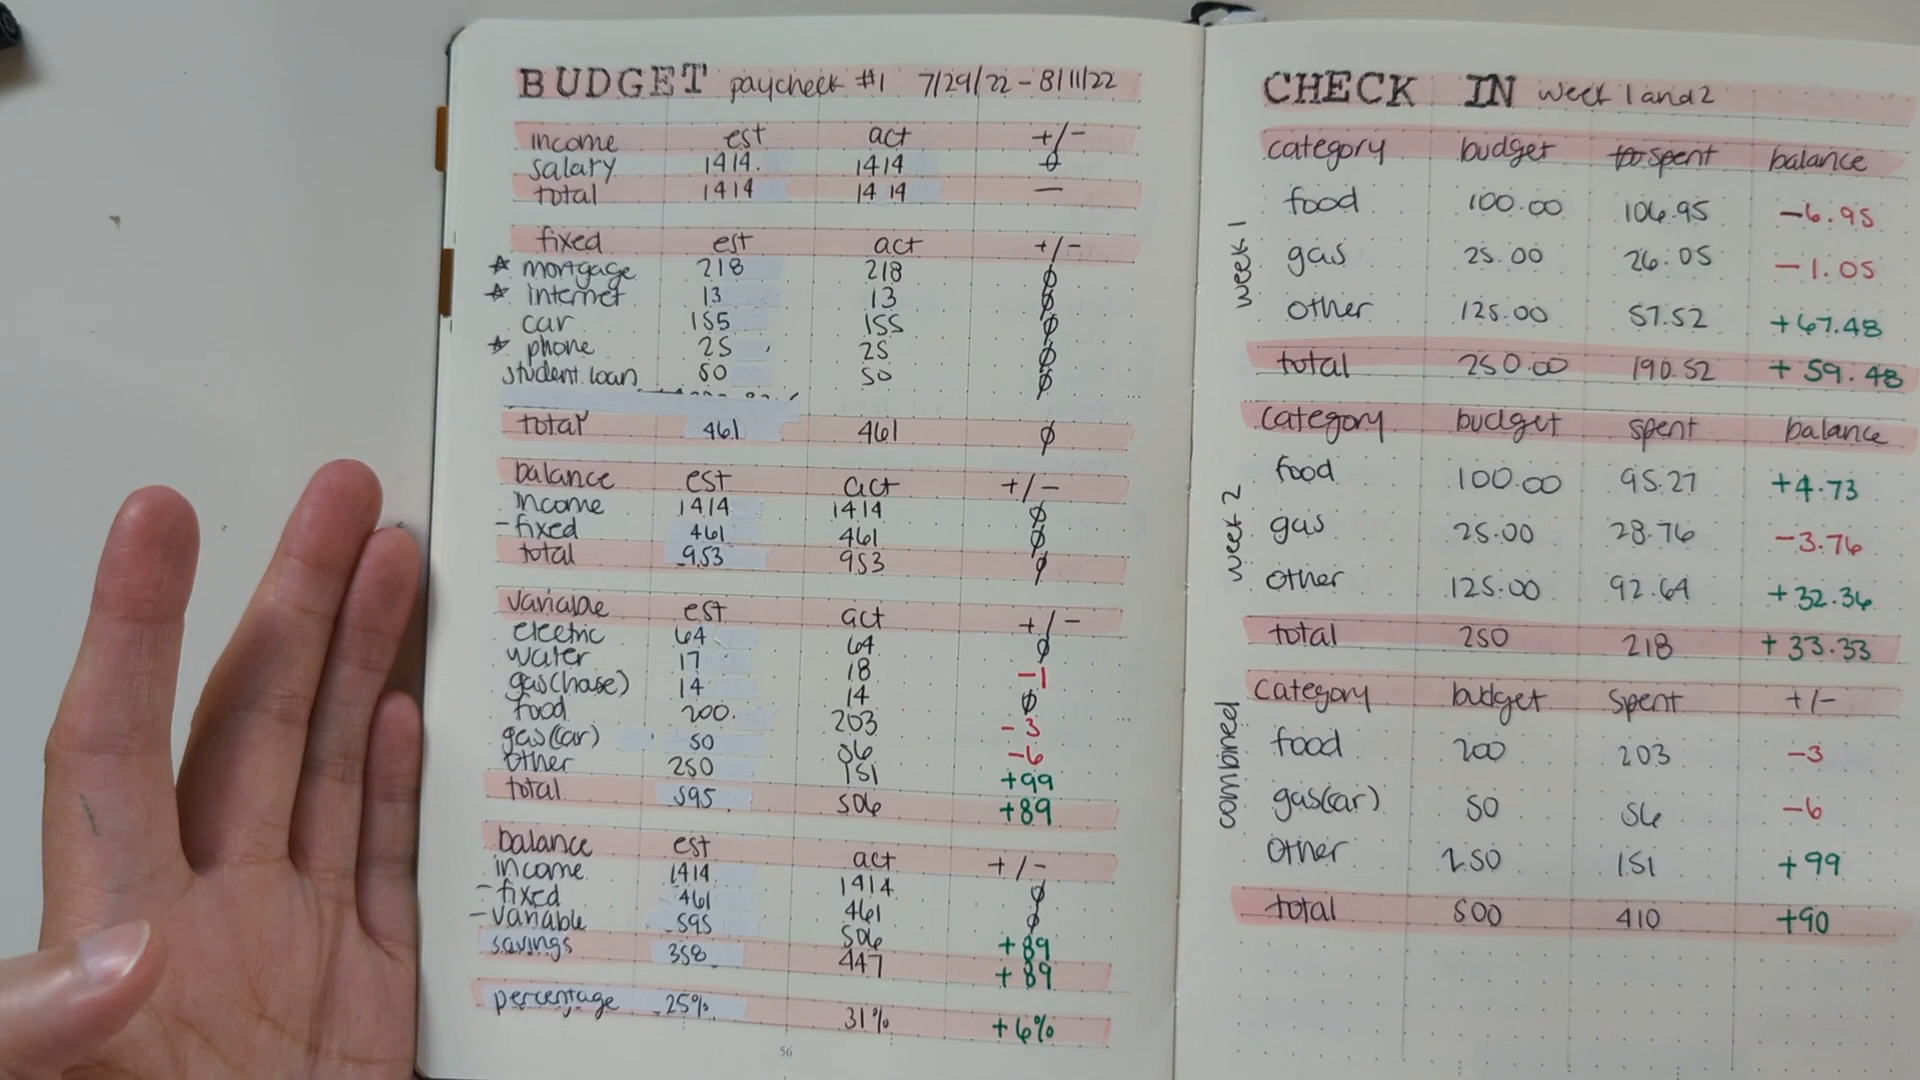 BUDGET paycheck #1 7/29/22 - 8/11/22
income est act +/-
salary 1414. 1414 0
total 1414 1414 —
fixed est act +/-
☆ mortgage 218 218 Ø
☆ internet 13 13 Ø
car 155 155 Ø
☆ phone 25 25 Ø
student loan 50 50 Ø
total 461 461 Ø
balance est act +/-
income 1414 1414 Ø
- fixed 461 461 Ø
total 953 953 Ø
variable est act +/-
electric 64 64 Ø
water 17 18 -1
gas(house) 14 14 Ø
food 200. 203 -3
gas(car) 50 56 -6
other 250 151 +99
total 595 506 +89
balance est act +/-
income 1414 1414 Ø
- fixed 461 461 Ø
- variable 595 506 +89
savings 358 447 +89
percentage 25% 31% +6%
56
CHECK IN week 1 and 2
week 1
category budget spent balance
food 100.00 106.95 -6.95
gas 25.00 26.05 -1.05
other 125.00 57.52 +67.48
total 250.00 190.52 +59.48
week 2
category budget spent balance
food 100.00 95.27 +4.73
gas 25.00 28.76 -3.76
other 125.00 92.64 +32.36
total 250 218 +33.33
combined
category budget spent +/-
food 200 203 -3
gas(car) 50 56 -6
other 250 151 +99
total 500 410 +90